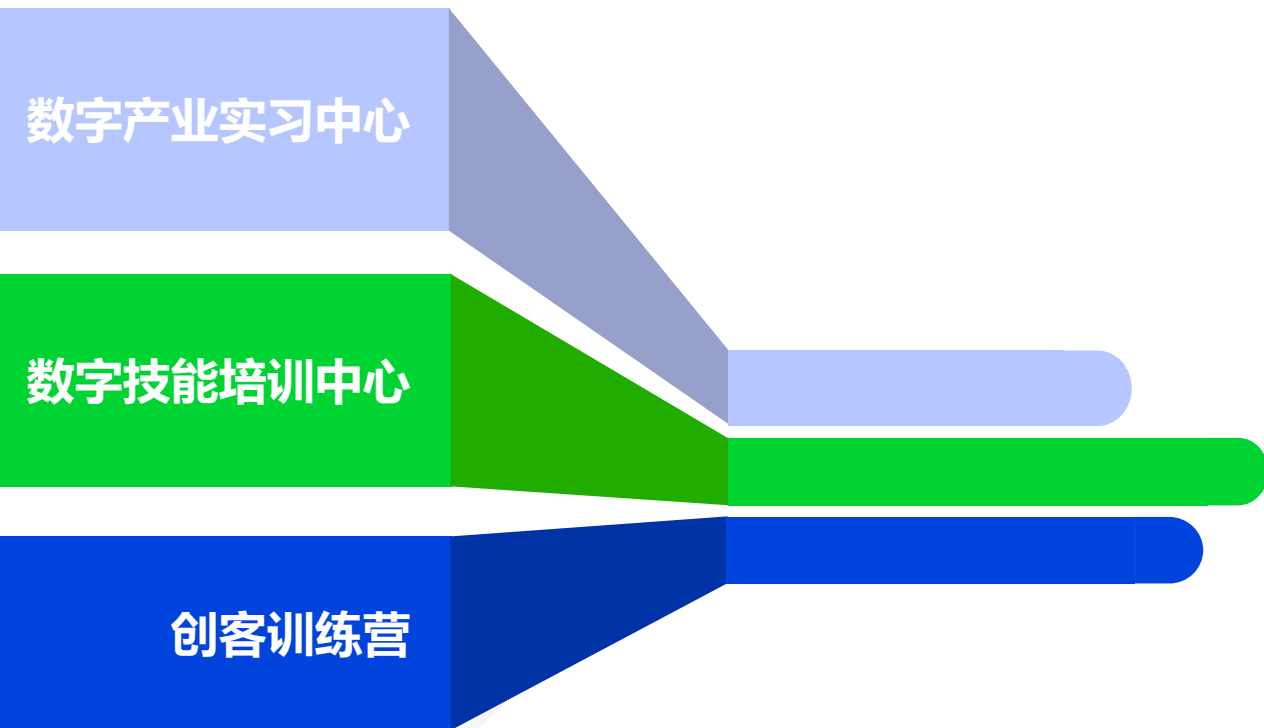 数字产业实习中心
数字技能培训中心
创客训练营